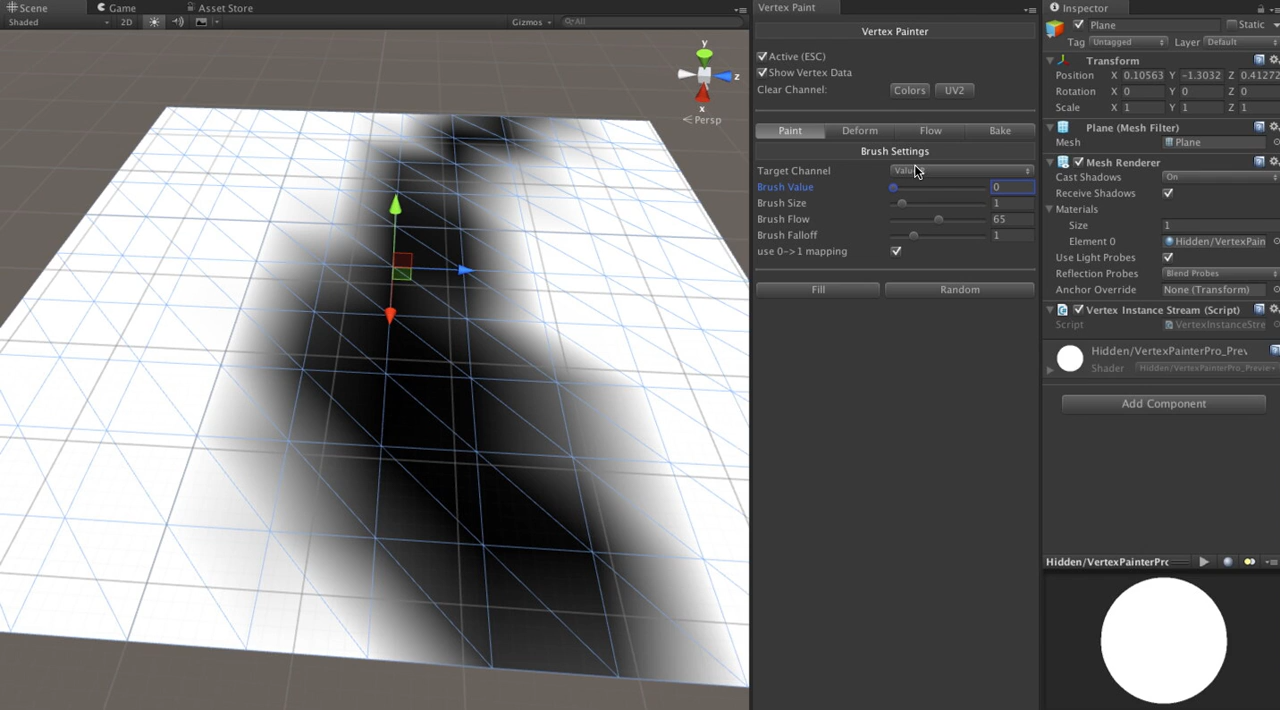 Scene Game Asset Store
Shaded 2D Gizmos All
y
z
x
Persp
Vertex Paint
Vertex Painter
Active (ESC)
Show Vertex Data
Clear Channel: Colors UV2
Paint Deform Flow Bake
Brush Settings
Target Channel
Brush Value 0
Brush Size 1
Brush Flow 65
Brush Falloff 1
use 0->1 mapping
Fill Random
Inspector
Plane Static
Tag Untagged Layer Default
Transform
Position X 0.10563 Y -1.3032 Z 0.41272
Rotation X 0 Y 0 Z 0
Scale X 1 Y 1 Z 1
Plane (Mesh Filter)
Mesh Plane
Mesh Renderer
Cast Shadows On
Receive Shadows
Materials
Size 1
Element 0 Hidden/VertexPain
Use Light Probes
Reflection Probes Blend Probes
Anchor Override None (Transform)
Vertex Instance Stream (Script)
Script VertexInstanceStre
Hidden/VertexPainterPro_Prev
Shader Hidden/VertexPainterPro_Preview
Add Component
Hidden/VertexPainterPro